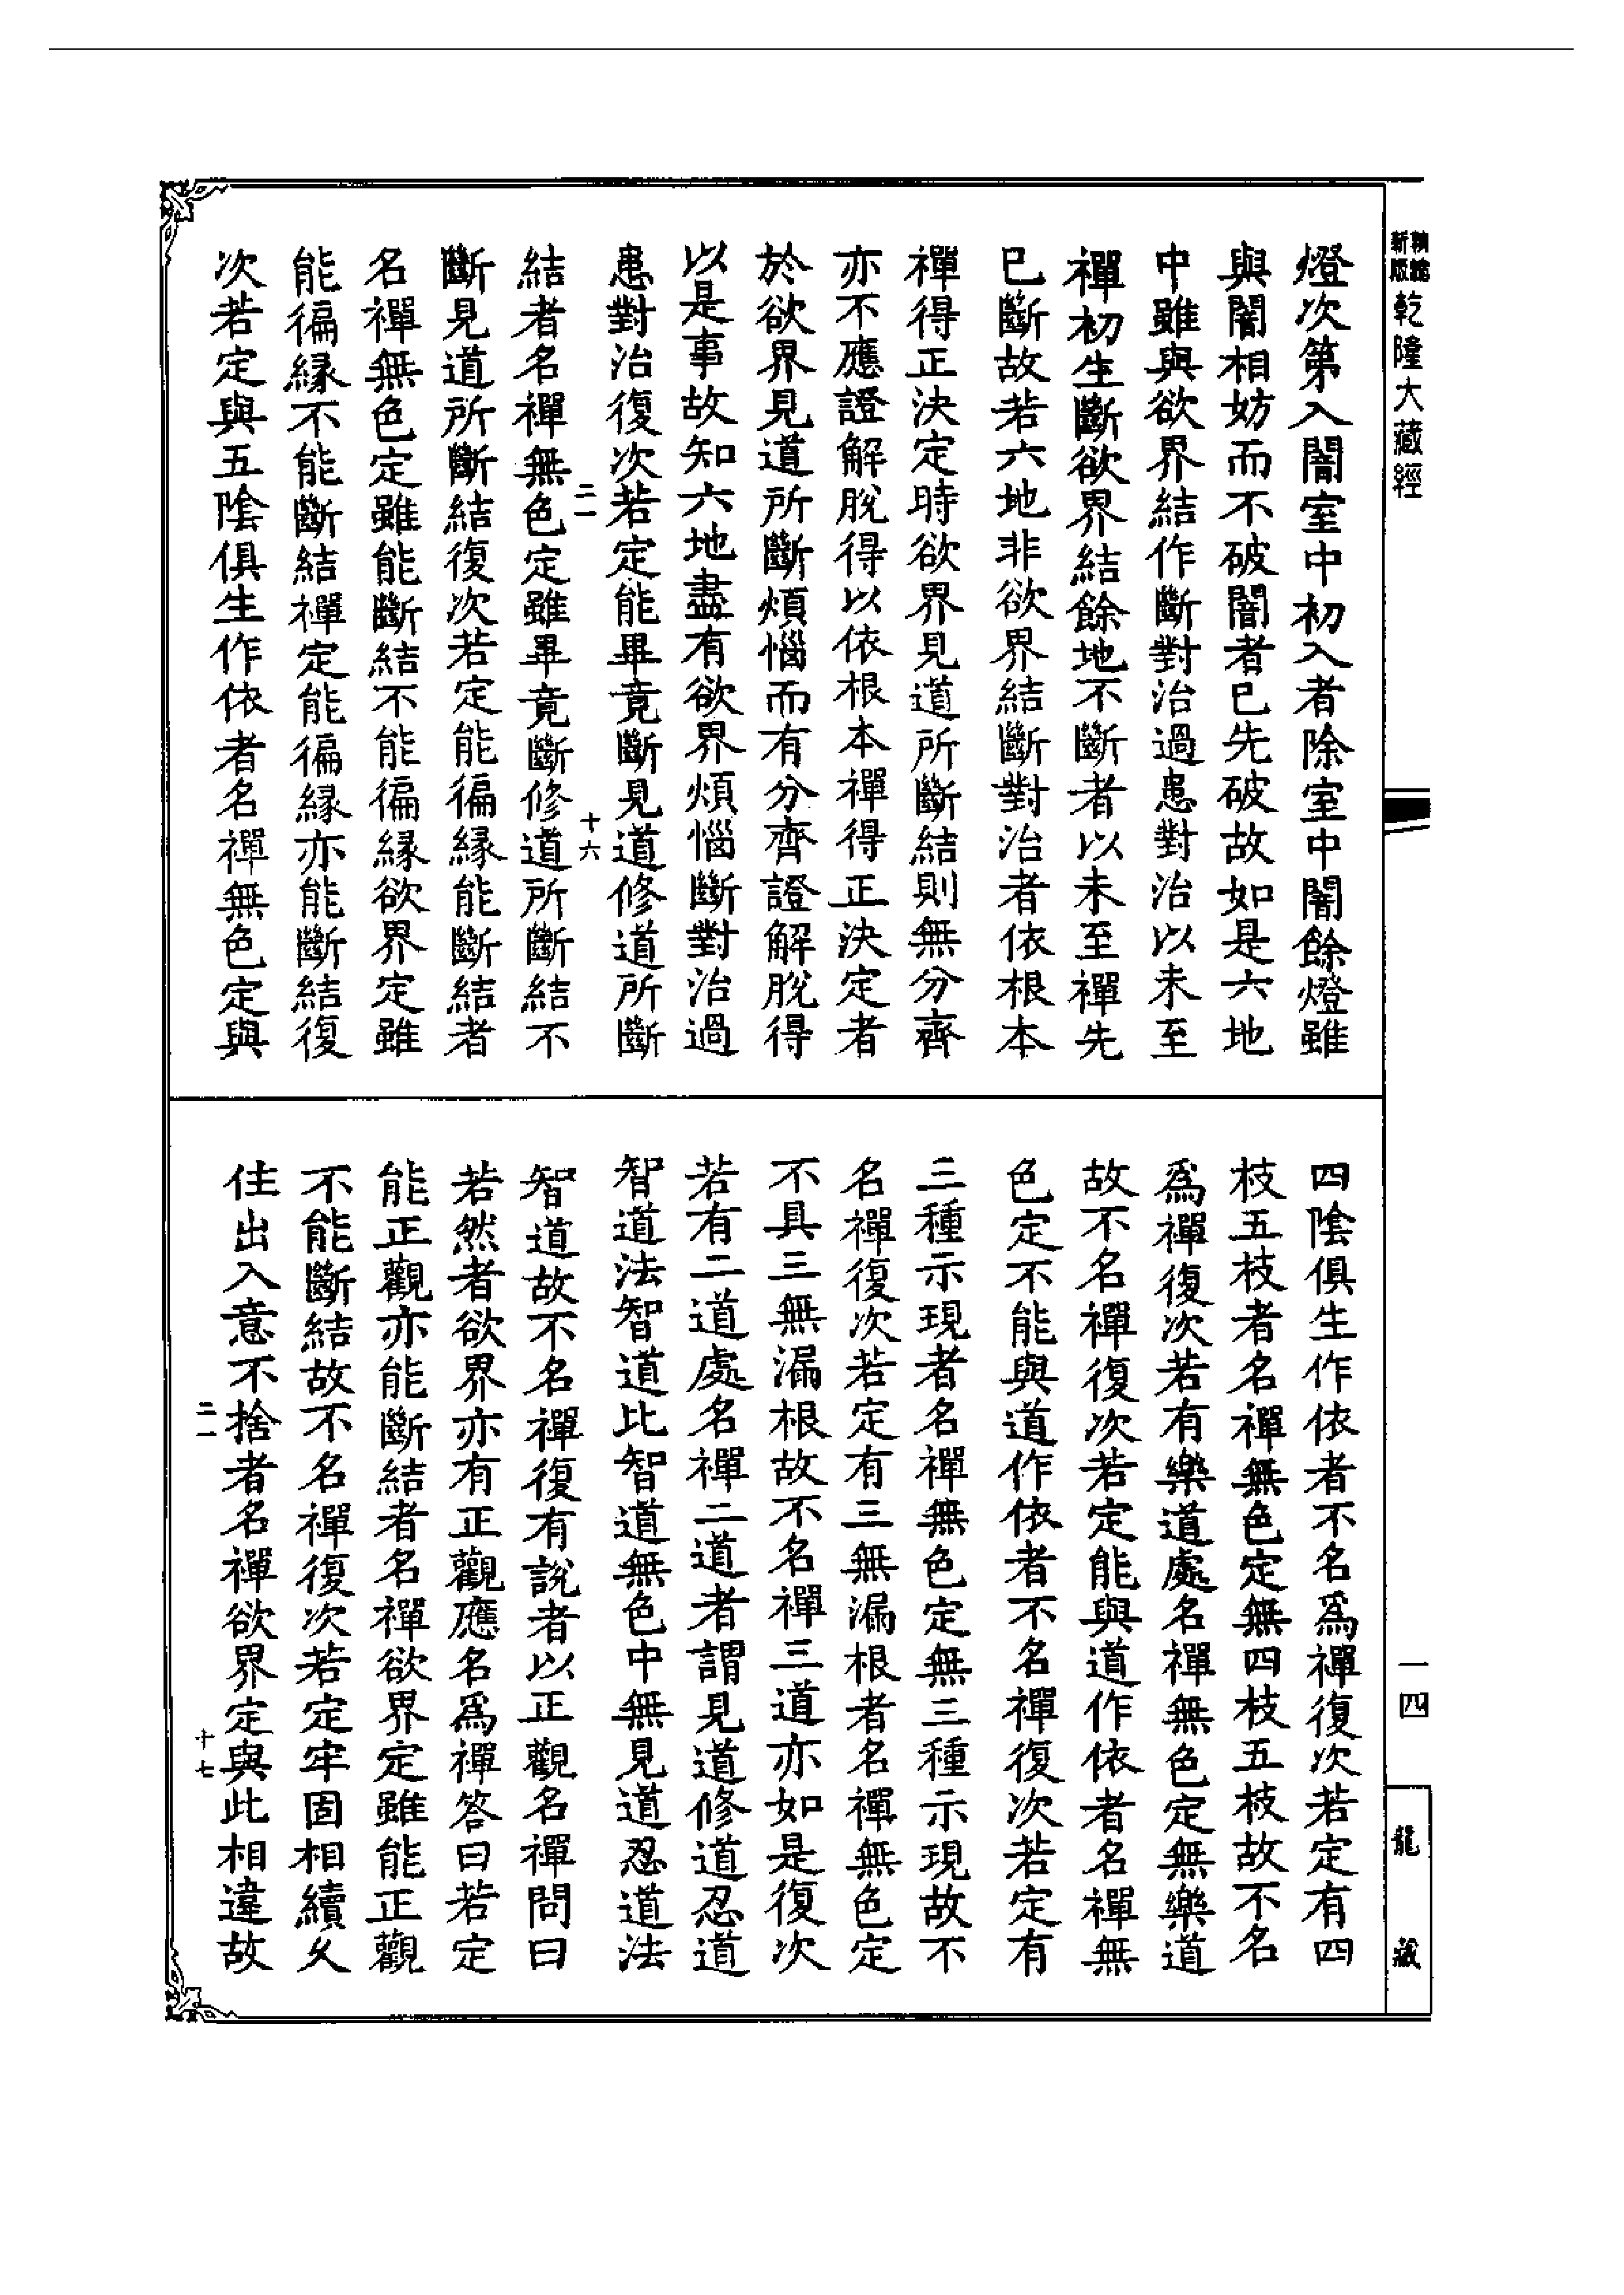 新編縮版乾隆大藏經
燈次第入闇室中初入者除室中闇餘燈雖
與闇相妨而不破闇者已先破故如是六地
中雖與欲界結作斷對治過患對治以未至
禪初生斷欲界結餘地不斷者以未至禪先
已斷故若六地非欲界結斷對治者依根本
禪得正決定時欲界見道所斷結則無分齊
亦不應證解脫得以依根本禪得正決定者
於欲界見道所斷煩惱而有分齊證解脫得
以是事故知六地盡有欲界煩惱斷對治過
患對治復次若定能畢竟斷見道修道所斷
二一
十六
結者名禪無色定雖畢竟斷修道所斷結不
斷見道所斷結復次若定能徧緣能斷結者
名禪無色定雖能斷結不能徧緣欲界定雖
能徧緣不能斷結禪定能徧緣亦能斷結復
次若定與五陰俱生作依者名禪無色定與
四陰俱生作依者不名為禪復次若定有四
枝五枝者名禪無色定無四枝五枝故不名
為禪復次若有樂道處名禪無色定無樂道
故不名禪復次若定能與道作依者名禪無
色定不能與道作依者不名禪復次若定有
三種示現者名禪無色定無三種示現故不
名禪復次若定有三無漏根者名禪無色定
不具三無漏根故不名禪三道亦如是復次
若有二道處名禪二道者謂見道修道忍道
智道法智道比智道無色中無見道忍道法
智道故不名禪復有說者以正觀名禪問曰
若然者欲界亦有正觀應名為禪答曰若定
能正觀亦能斷結者名禪欲界定雖能正觀
不能斷結故不名禪復次若定牢固相續久
住出入意不捨者名禪欲界定與此相違故
二一
十七
一四
龍藏